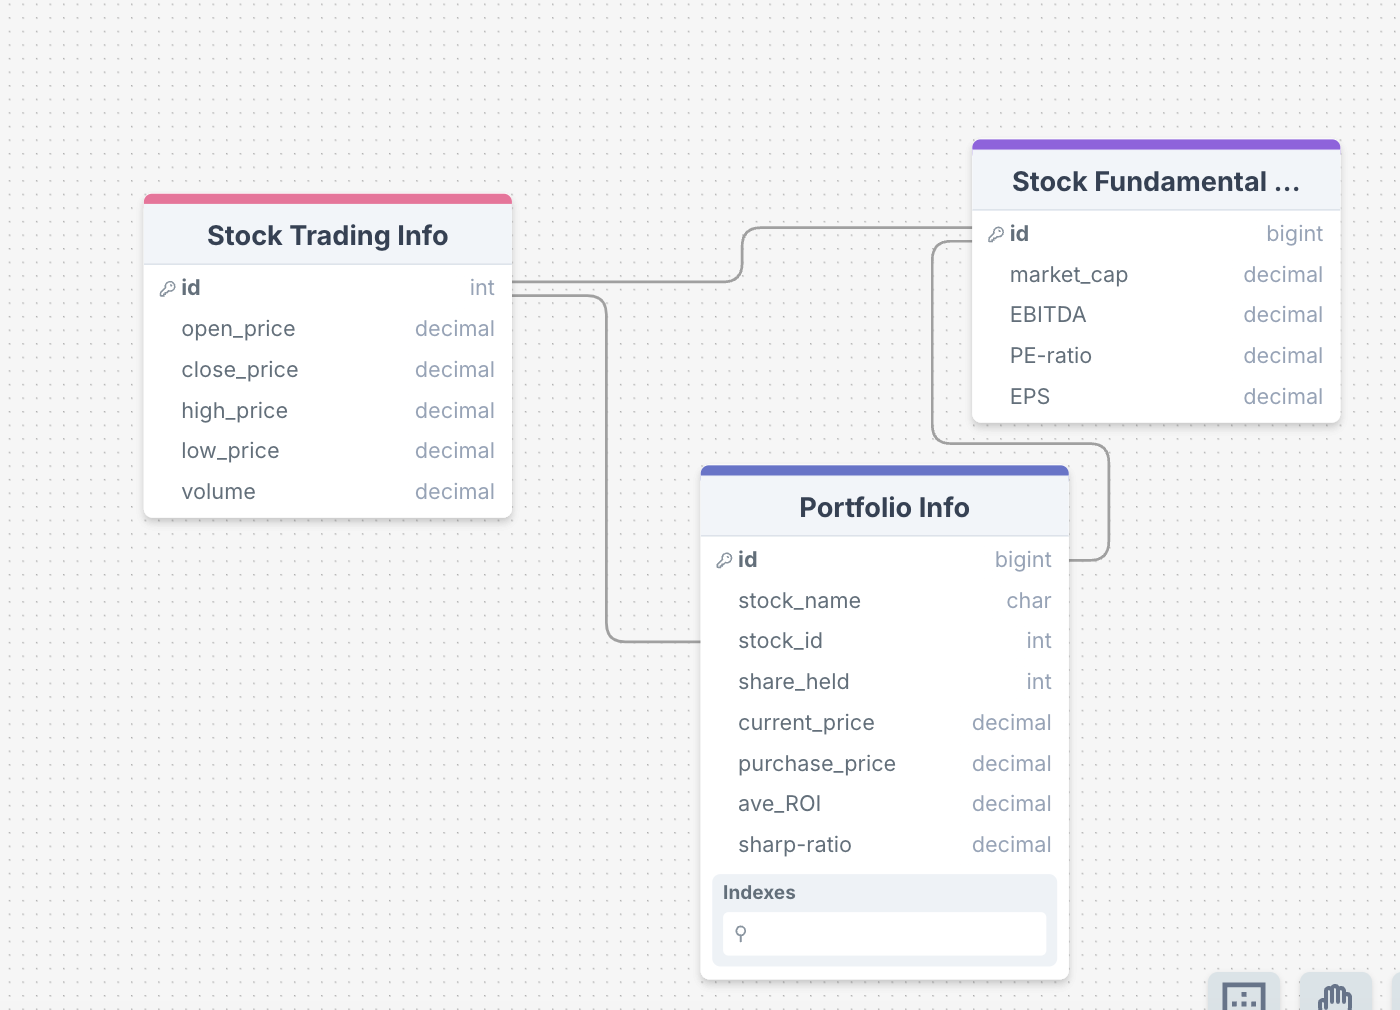 Stock Trading Info
id int
open_price decimal
close_price decimal
high_price decimal
low_price decimal
volume decimal
Stock Fundamental ...
id bigint
market_cap decimal
EBITDA decimal
PE-ratio decimal
EPS decimal
Portfolio Info
id bigint
stock_name char
stock_id int
share_held int
current_price decimal
purchase_price decimal
ave_ROI decimal
sharp-ratio decimal
Indexes